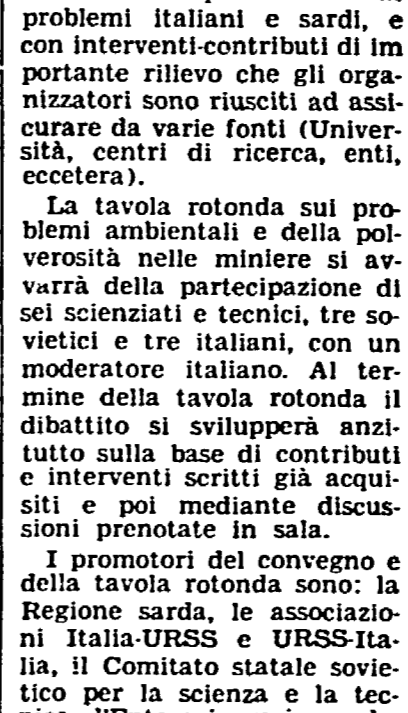 problemi italiani e sardi, e
con interventi-contributi di im
portante rilievo che gli orga-
nizzatori sono riusciti ad assi-
curare da varie fonti (Univer-
sità, centri di ricerca, enti,
eccetera).
La tavola rotonda sui pro-
blemi ambientali e della pol-
verosità nelle miniere si av-
varrà della partecipazione di
sei scienziati e tecnici, tre so-
vietici e tre italiani, con un
moderatore italiano. Al ter-
mine della tavola rotonda il
dibattito si svilupperà anzi-
tutto sulla base di contributi
e interventi scritti già acqui-
siti e poi mediante discus-
sioni prenotate in sala.
I promotori del convegno e
della tavola rotonda sono: la
Regione sarda, le associazio-
ni Italia-URSS e URSS-Ita-
lia, il Comitato statale sovie-
tico per la scienza e la tec-